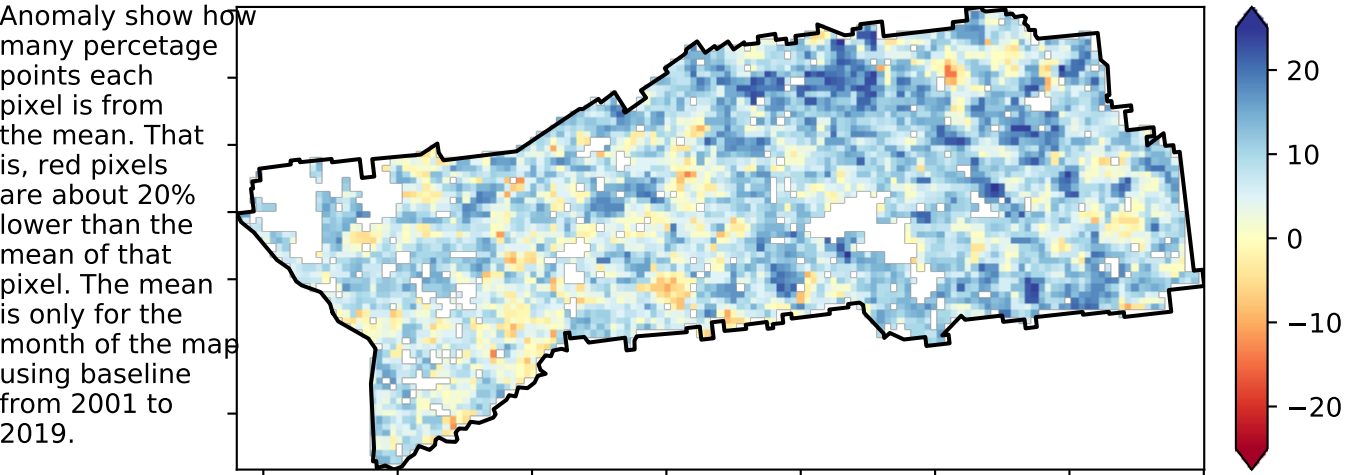 Anomaly show how
many percetage
points each
pixel is from
the mean. That
is, red pixels
are about 20%
lower than the
mean of that
pixel. The mean
is only for the
month of the map
using baseline
from 2001 to
2019.
20
10
0
−10
−20